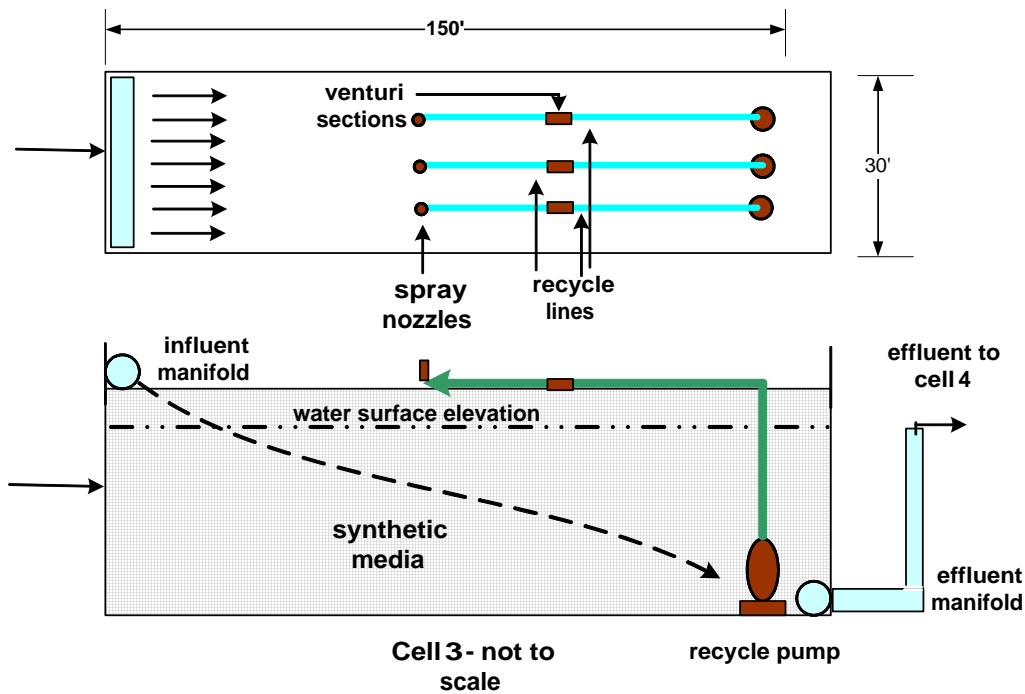 150'
venturi
sections
30'
spray
nozzles
recycle
lines
influent
manifold
effluent to
cell 4
water surface elevation
synthetic
media
effluent
manifold
Cell 3 - not to
scale
recycle pump